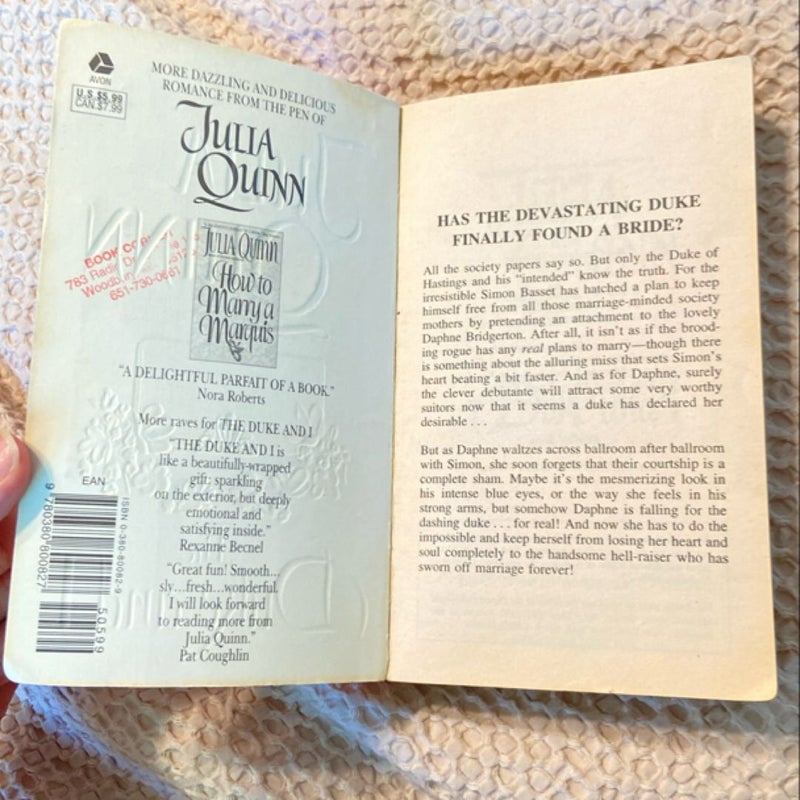 AVON
U.S. $5.99
CAN. $7.99
MORE DAZZLING AND DELICIOUS
ROMANCE FROM THE PEN OF
JULIA
QUINN
JULIA QUINN
How to
Marry a
Marquis
BOOK
783 Radio
651-730-0881
"A DELIGHTFUL PARFAIT OF A BOOK."
Nora Roberts
More raves for THE DUKE AND I
"THE DUKE AND I is
like a beautifully-wrapped
gift; sparkling
on the exterior, but deeply
emotional and
satisfying inside."
Rexanne Becnel
"Great fun! Smooth...
sly...fresh...wonderful.
I will look forward
to reading more from
Julia Quinn."
Pat Coughlin
EAN
9 780380 800827
ISBN 0-380-80082-9
50599
HAS THE DEVASTATING DUKE
FINALLY FOUND A BRIDE?
All the society papers say so. But only the Duke of
Hastings and his "intended" know the truth. For the
irresistible Simon Basset has hatched a plan to keep
himself free from all those marriage-minded society
mothers by pretending an attachment to the lovely
Daphne Bridgerton. After all, it isn't as if the brood-
ing rogue has any real plans to marry—though there
is something about the alluring miss that sets Simon's
heart beating a bit faster. And as for Daphne, surely
the clever debutante will attract some very worthy
suitors now that it seems a duke has declared her
desirable . . .
But as Daphne waltzes across ballroom after ballroom
with Simon, she soon forgets that their courtship is a
complete sham. Maybe it's the mesmerizing look in
his intense blue eyes, or the way she feels in his
strong arms, but somehow Daphne is falling for the
dashing duke . . . for real! And now she has to do the
impossible and keep herself from losing her heart and
soul completely to the handsome hell-raiser who has
sworn off marriage forever!